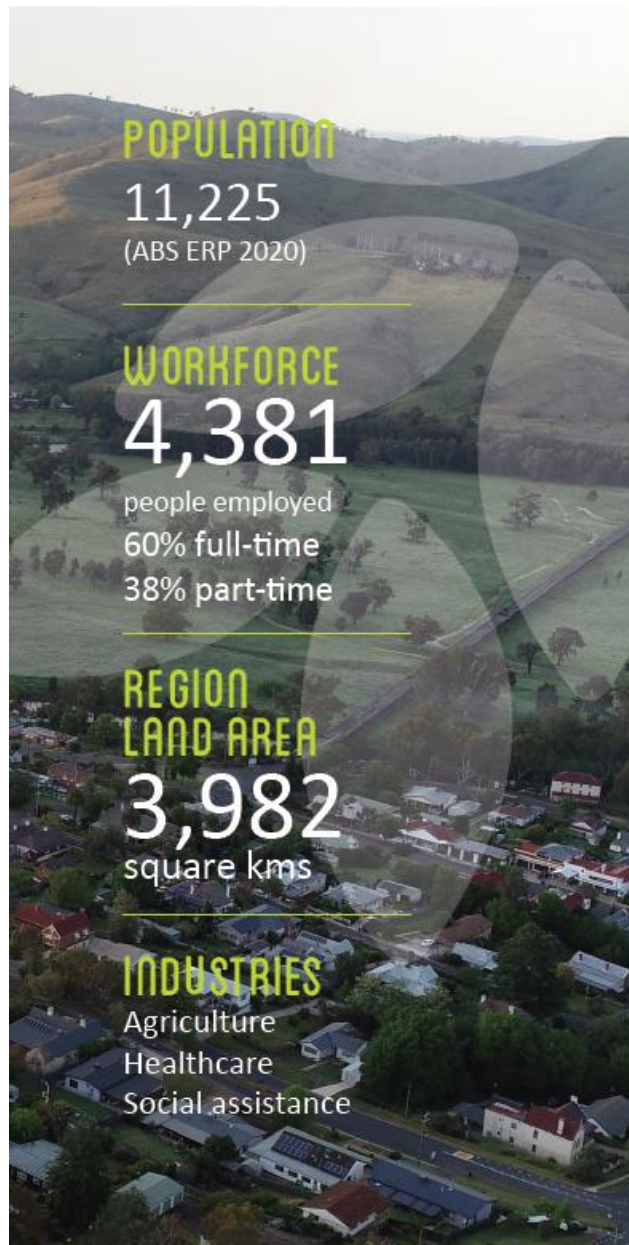 POPULATION
11,225
(ABS ERP 2020)
WORKFORCE
4,381
people employed
60% full-time
38% part-time
REGION
LAND AREA
3,982
square kms
INDUSTRIES
Agriculture
Healthcare
Social assistance